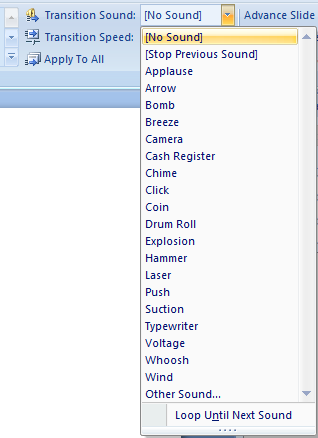 Transition Sound: [No Sound] Advance Slide
Transition Speed:
Apply To All
[No Sound]
[Stop Previous Sound]
Applause
Arrow
Bomb
Breeze
Camera
Cash Register
Chime
Click
Coin
Drum Roll
Explosion
Hammer
Laser
Push
Suction
Typewriter
Voltage
Whoosh
Wind
Other Sound...
Loop Until Next Sound